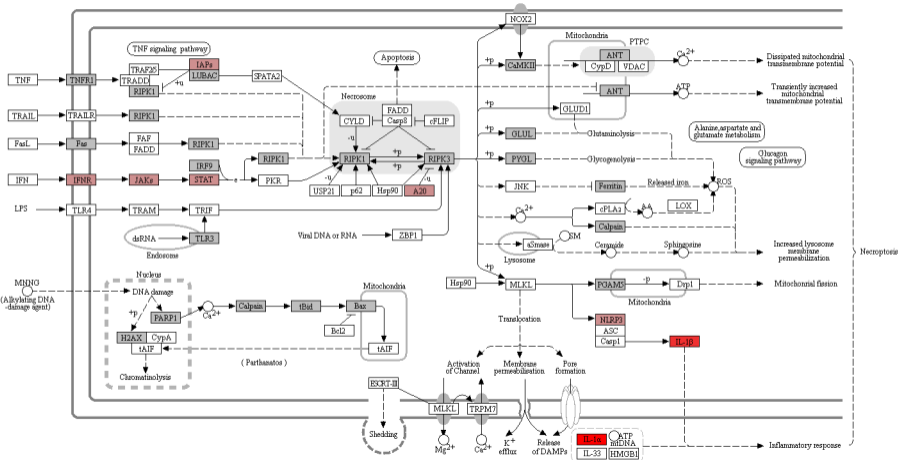 NOX2
TNF signaling pathway
Apoptosis
Mitochondria
PTPC
TNF
TNFR1
TRAF2/5
TRADD
RIPK1
IAPs
LUBAC
SPATA2
+u
CaMKII
+p
ANT
CypD
VDAC
Ca2+
Dissipated mitochondrial
transmembrane potential
Necrosome
FADD
Casp8
CYLD
cFLIP
ANT
ATP
Transiently increased
mitochondrial
transmembrane potential
TRAIL
TRAILR
RIPK1
+p
GLUD1
FasL
Fas
FAF
FADD
RIPK1
-u
+p
GLUL
Glutaminolysis
Alanine, aspartate and
glutamate metabolism
IRF9
RIPK1
RIPK1
+p
+p
RIPK3
+p
PYGL
Glycogenolysis
Glucagon
signaling pathway
IFN
IFNR
JAKs
STAT
PKR
-u
-u
USP21
p62
Hsp90
A20
JNK
Ferritin
Released iron
ROS
LPS
TLR4
TRAM
TRIF
Ca2+
cPLA2
AA
LOX
Calpain
dsRNA
TLR3
Endosome
Viral DNA or RNA
ZBP1
aSmase
SM
Lysosome
Ceramide
Sphingosine
Increased lysosome
membrane
permeabilization
Necroptosis
+p
MNNG
(Alkylating DNA
-damage agent)
Nucleus
DNA damage
+p
PARP1
H2AX
CypA
tAIF
Chromatinolysis
Ca2+
Calpain
tBid
Bax
Bcl2
Mitochondria
tAIF
( Parthanatos )
Hsp90
MLKL
PGAM5
-p
Drp1
Mitochondria
Mitochonrial fission
Translocation
NLRP3
ASC
Casp1
IL-1β
Activation
of Channel
Membrane
permeabilisation
Pore
formation
ESCRT-III
MLKL
TRPM7
Shedding
Mg2+
Ca2+
K+
efflux
Release
of DAMPs
IL-1α
ATP
mtDNA
IL-33
HMGB1
Inflammatory response